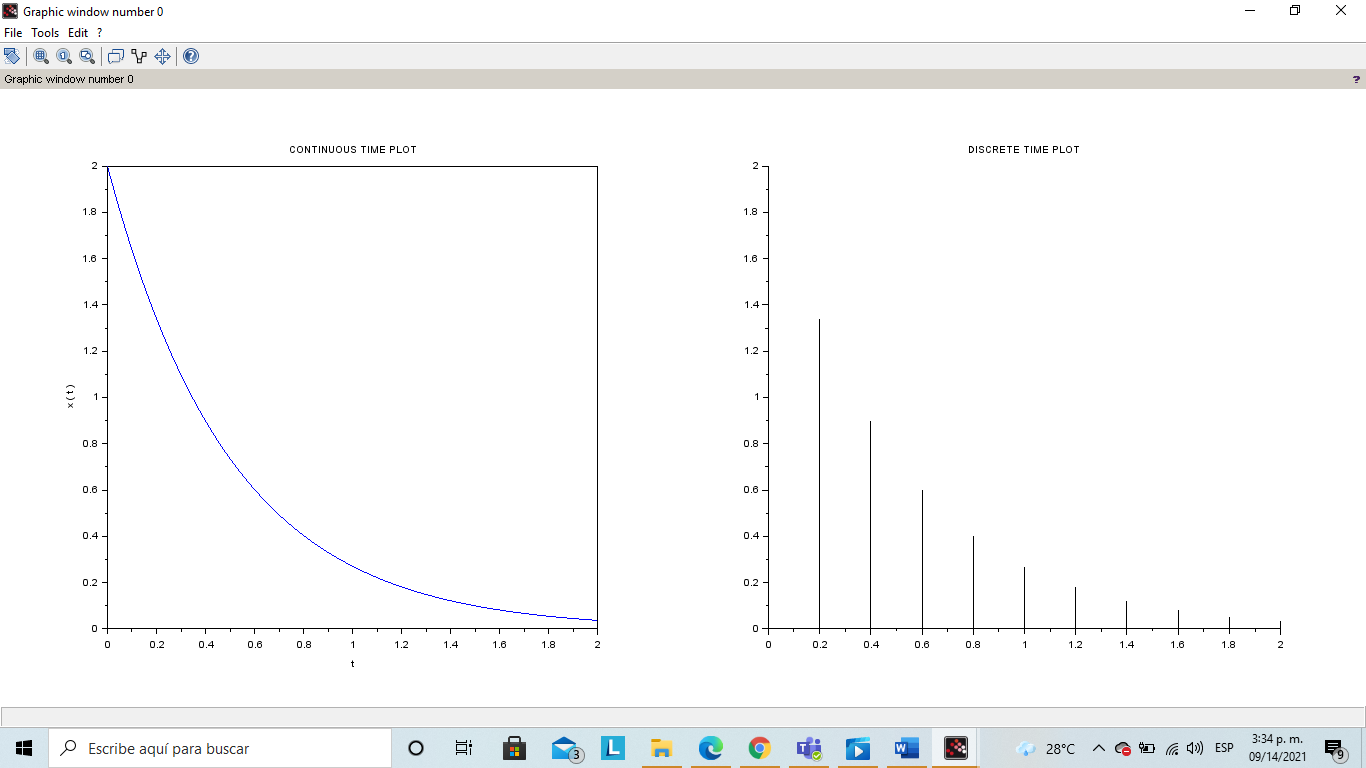 Graphic window number 0
File Tools Edit ?
Graphic window number 0
?
CONTINUOUS TIME PLOT
2
1.8
1.6
1.4
1.2
1
0.8
0.6
0.4
0.2
0
x(t)
0 0.2 0.4 0.6 0.8 1 1.2 1.4 1.6 1.8 2
t
DISCRETE TIME PLOT
2
1.8
1.6
1.4
1.2
1
0.8
0.6
0.4
0.2
0
0 0.2 0.4 0.6 0.8 1 1.2 1.4 1.6 1.8 2
Escribe aquí para buscar
3
L
W
28°C
ESP
3:34 p. m.
09/14/2021
9